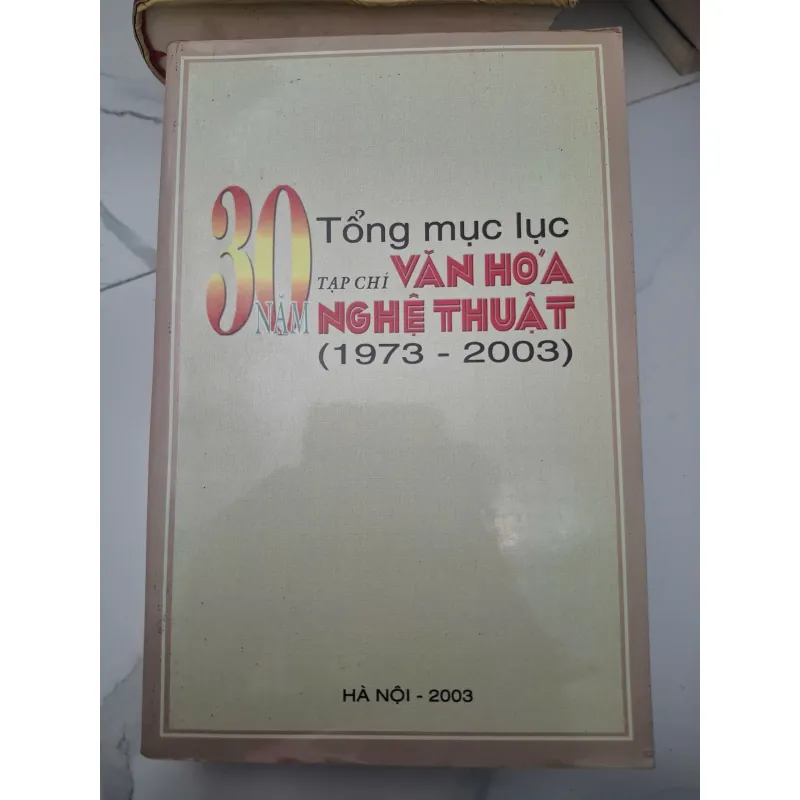 30 NĂM
Tổng mục lục
TẠP CHÍ VĂN HÓA
NGHỆ THUẬT
(1973 - 2003)
HÀ NỘI - 2003